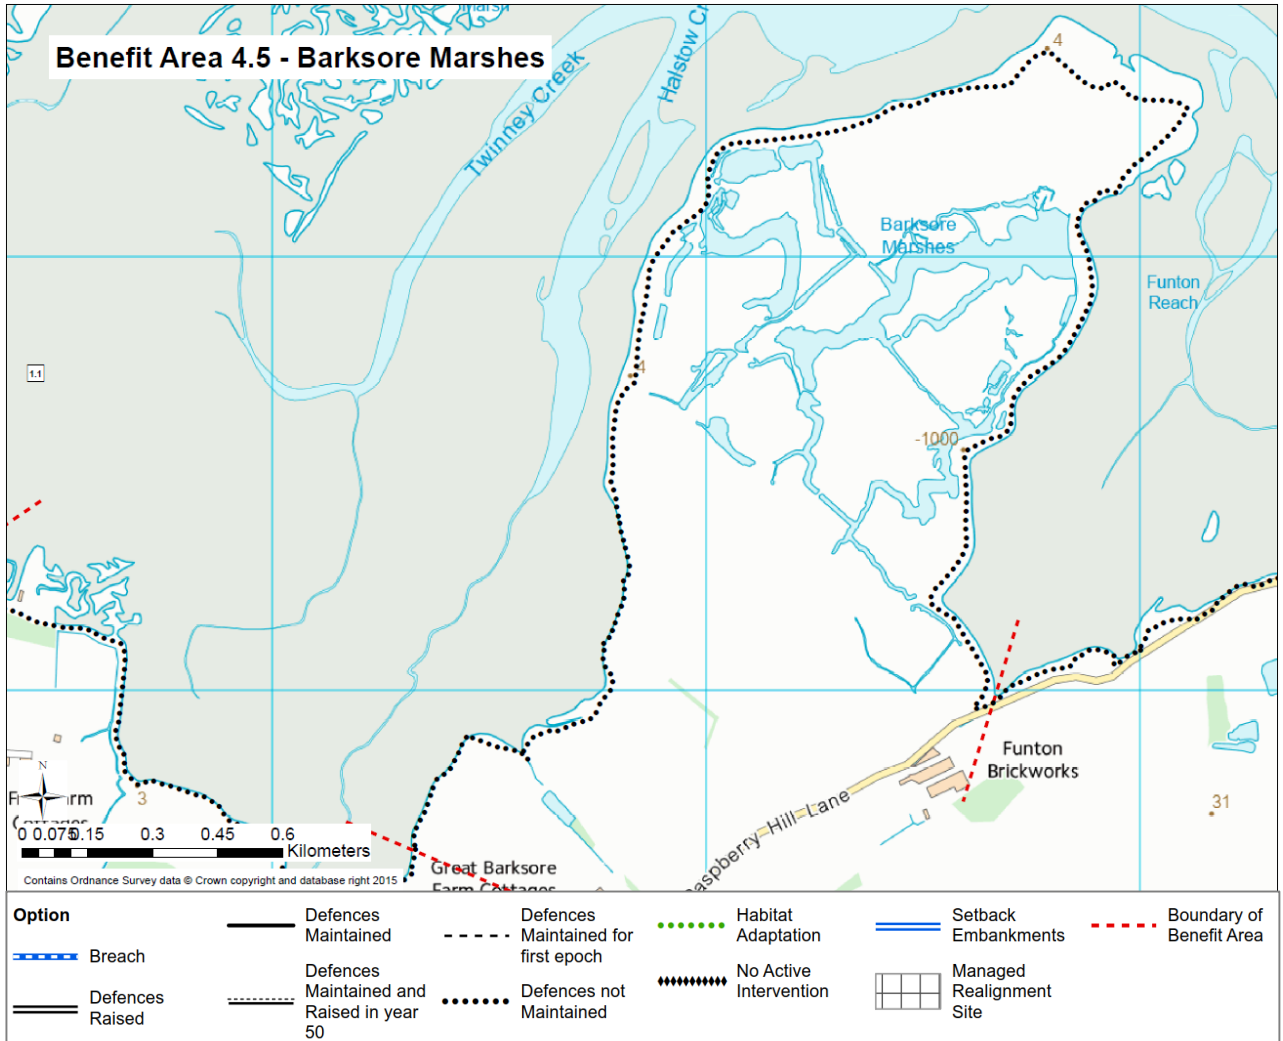 Marsh
Benefit Area 4.5 - Barksore Marshes
Twinney Creek
Halstow Cr
4
Barksore
Marshes
Funton
Reach
1.1
4
-1000
Funton
Brickworks
31
Raspberry Hill Lane
N
3
rm
0 0.075 0.15 0.3 0.45 0.6
Kilometers
Great Barksore
Farm Cottages
Contains Ordnance Survey data © Crown copyright and database right 2015
Option
Breach
Defences
Raised
Defences
Maintained
Defences
Maintained and
Raised in year
50
Defences
Maintained for
first epoch
Defences not
Maintained
Habitat
Adaptation
No Active
Intervention
Setback
Embankments
Managed
Realignment
Site
Boundary of
Benefit Area